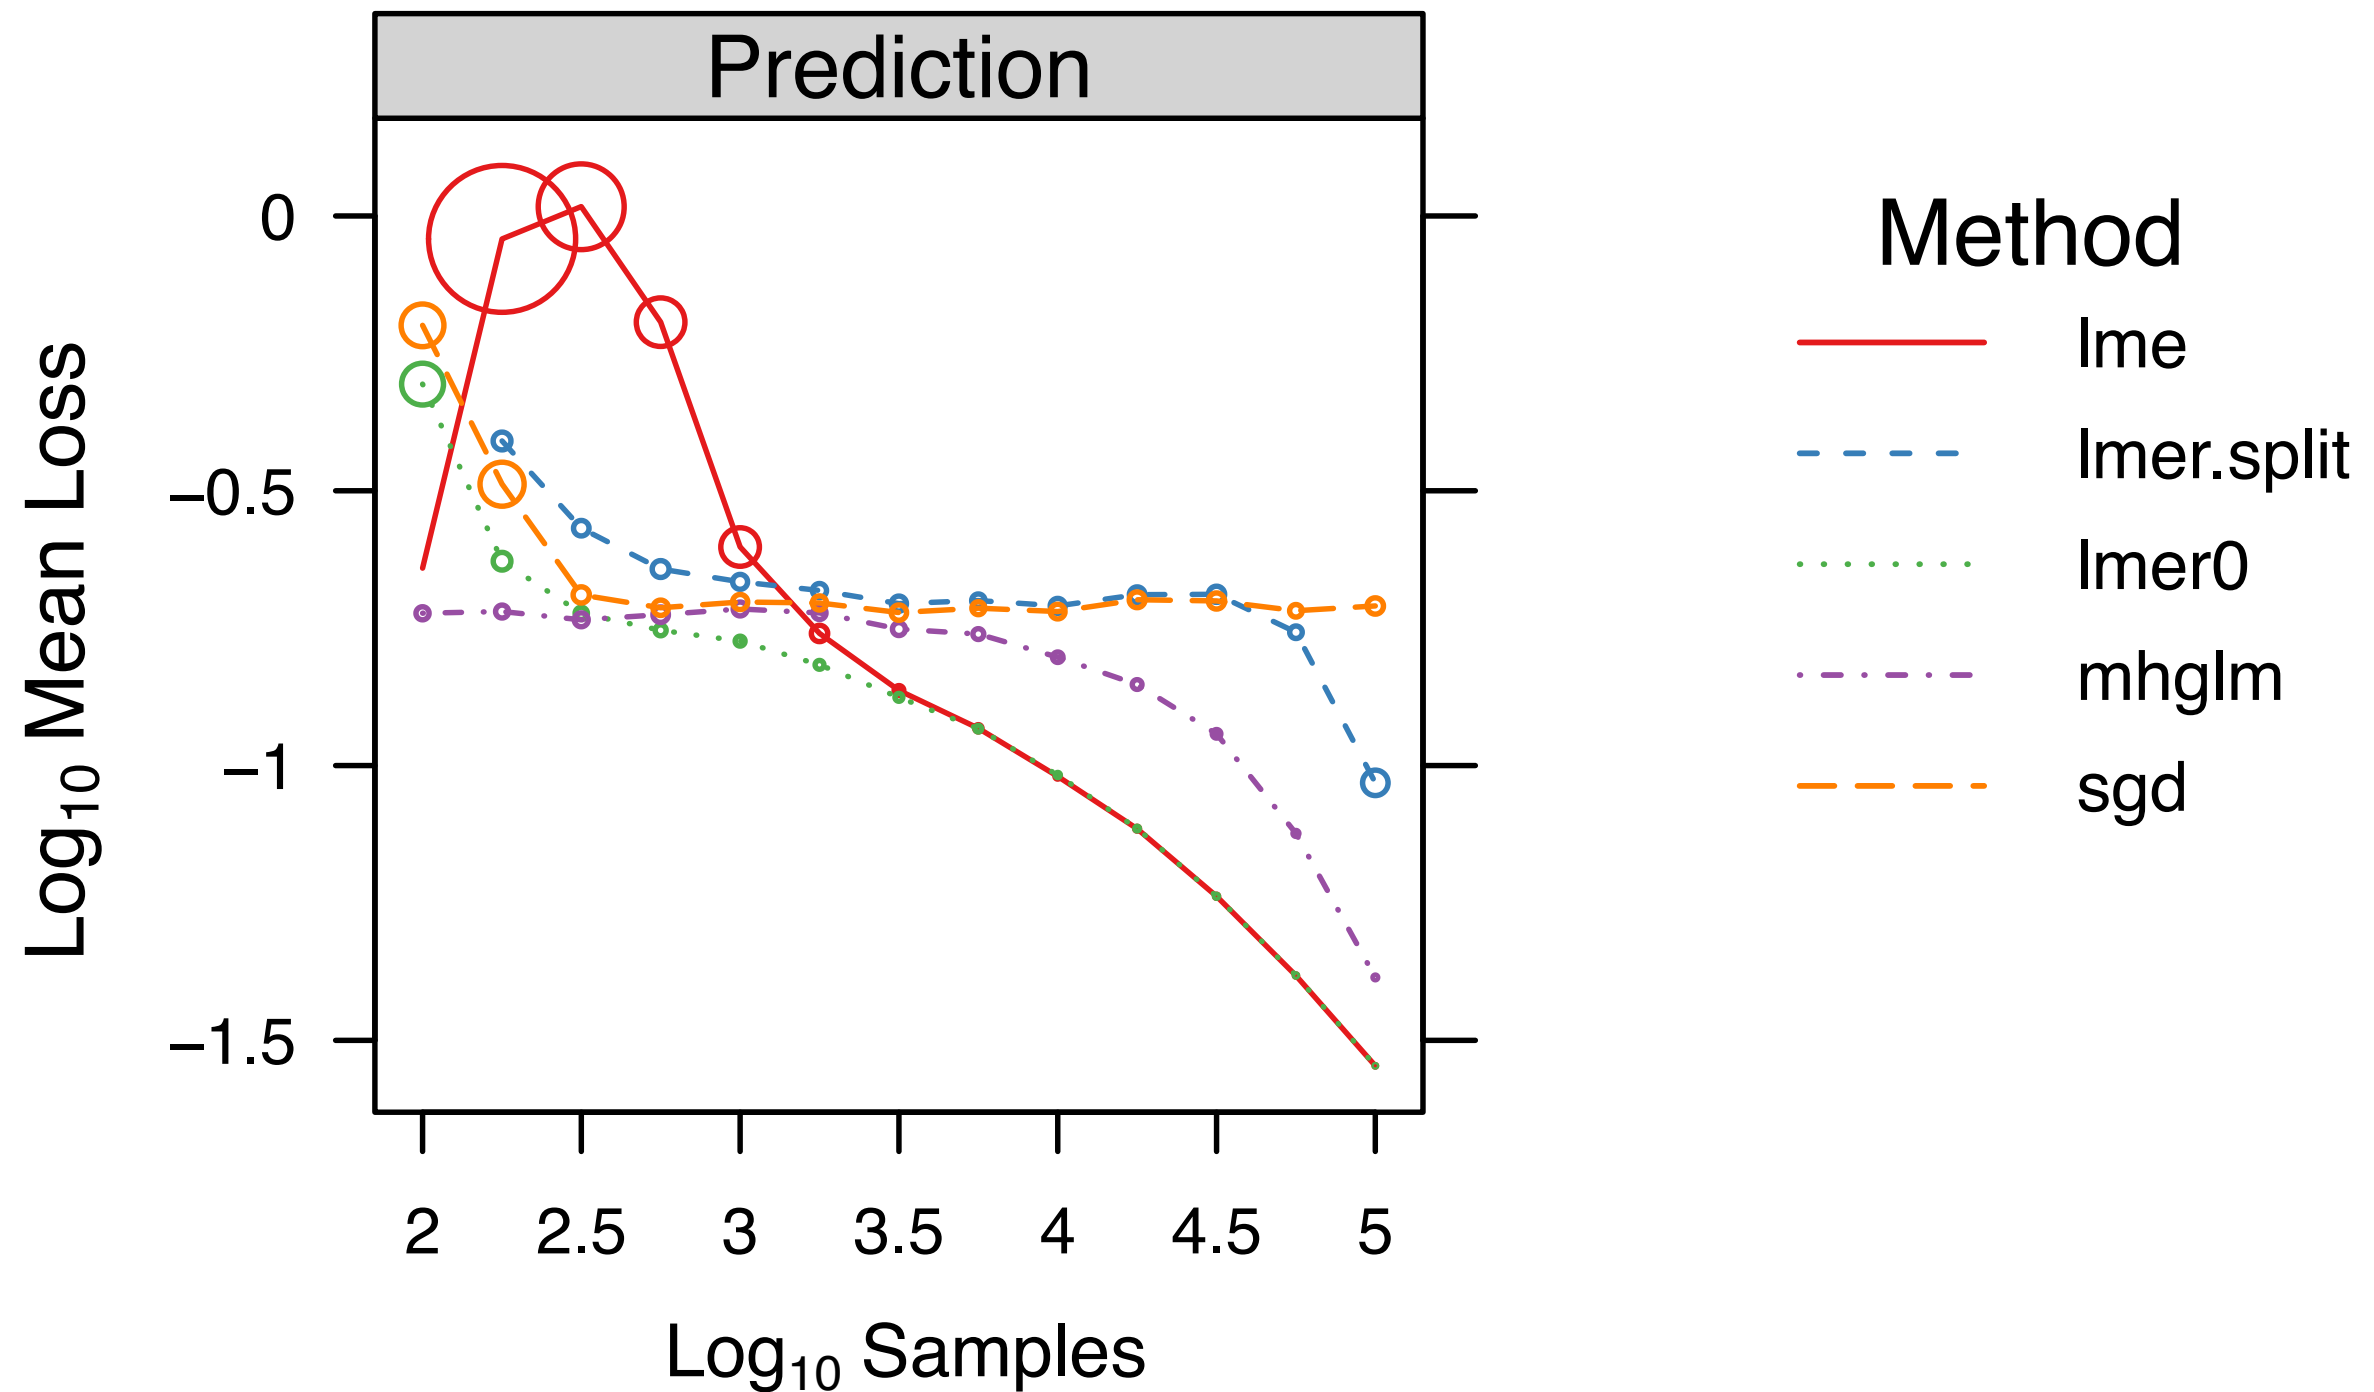 Prediction
Log₁₀ Mean Loss
0
−0.5
−1
−1.5
2 2.5 3 3.5 4 4.5 5
Log₁₀ Samples
Method
lme
lmer.split
lmer0
mhglm
sgd